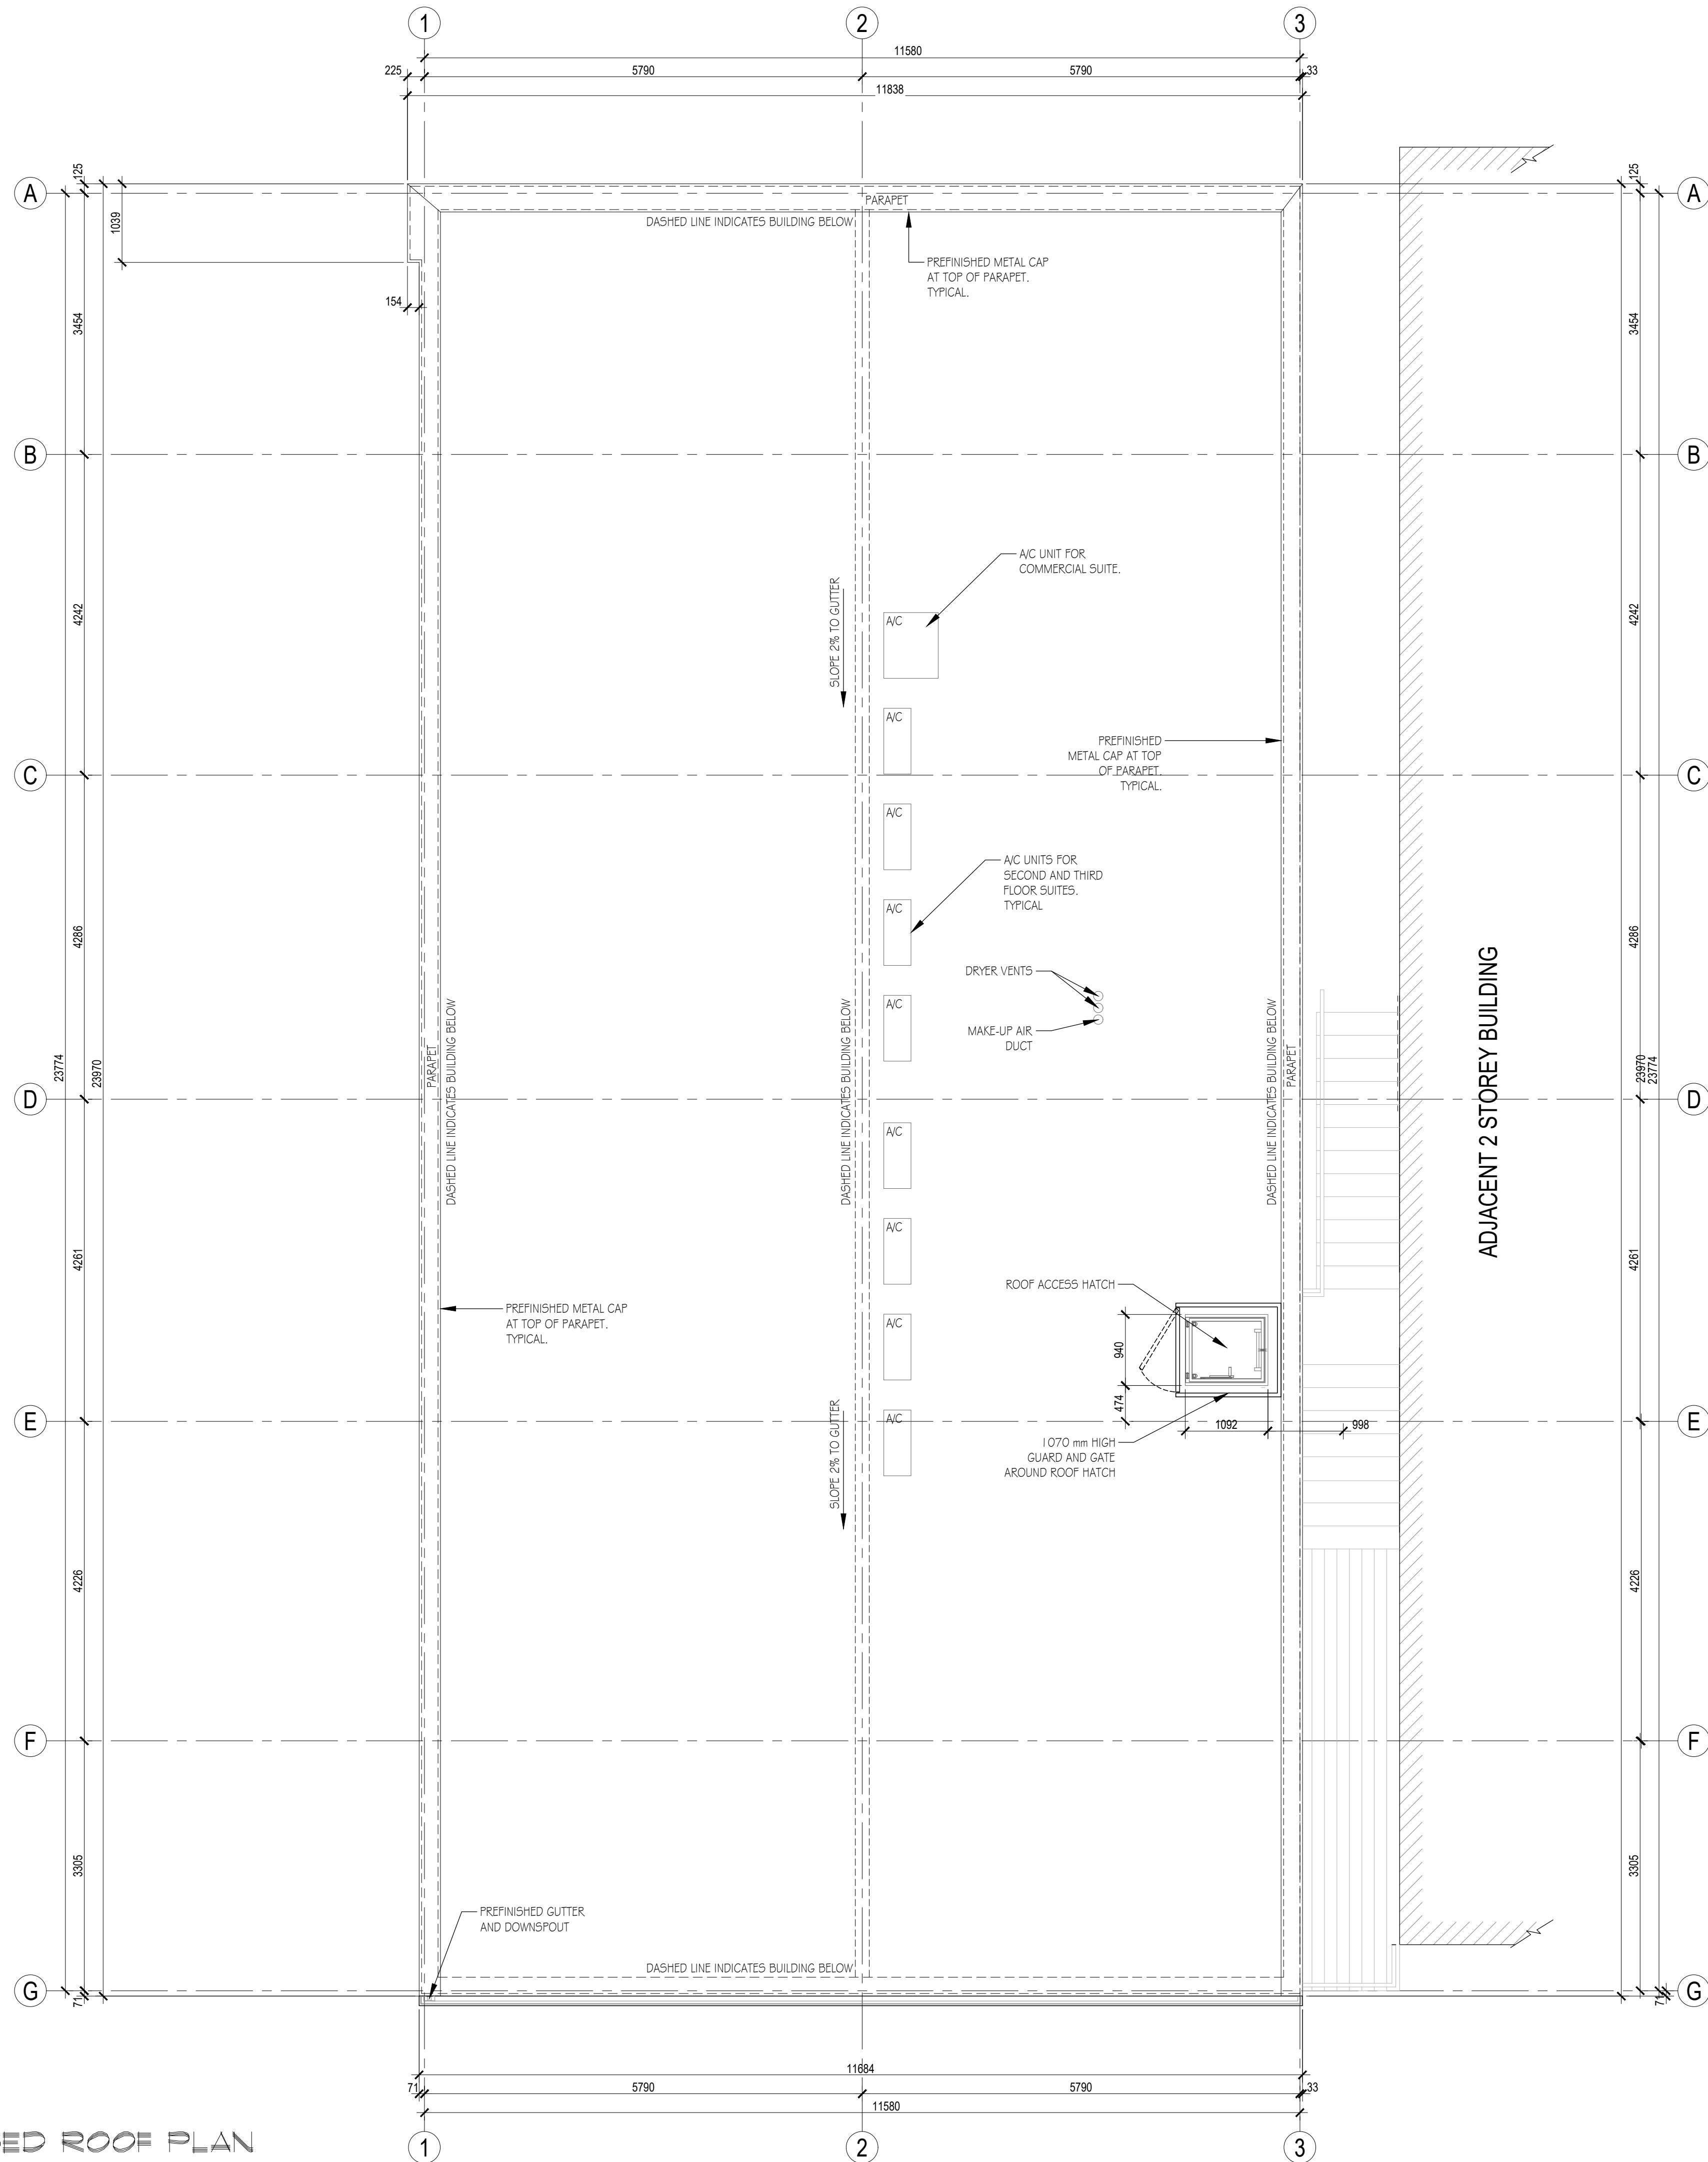 1
2
3
11580
225
5790
5790
33
11838
125
125
A
A
1039
PARAPET
DASHED LINE INDICATES BUILDING BELOW
PREFINISHED METAL CAP
AT TOP OF PARAPET.
TYPICAL.
154
3454
3454
B
B
A/C UNIT FOR
COMMERCIAL SUITE.
4242
SLOPE 2% TO GUTTER
A/C
4242
A/C
PREFINISHED
METAL CAP AT TOP
OF PARAPET.
TYPICAL.
C
C
A/C
A/C UNITS FOR
SECOND AND THIRD
FLOOR SUITES.
TYPICAL
A/C
4286
4286
DRYER VENTS
A/C
MAKE-UP AIR
DUCT
23774
23970
PARAPET
DASHED LINE INDICATES BUILDING BELOW
DASHED LINE INDICATES BUILDING BELOW
DASHED LINE INDICATES BUILDING BELOW
PARAPET
ADJACENT 2 STOREY BUILDING
23970
23774
D
D
A/C
A/C
4261
4261
ROOF ACCESS HATCH
PREFINISHED METAL CAP
AT TOP OF PARAPET.
TYPICAL.
A/C
940
474
E
E
SLOPE 2% TO GUTTER
A/C
1092
998
1070 mm HIGH
GUARD AND GATE
AROUND ROOF HATCH
4226
4226
F
F
3305
3305
PREFINISHED GUTTER
AND DOWNSPOUT
DASHED LINE INDICATES BUILDING BELOW
G
G
71
71
11684
71
5790
5790
33
11580
ED ROOF PLAN
1
2
3